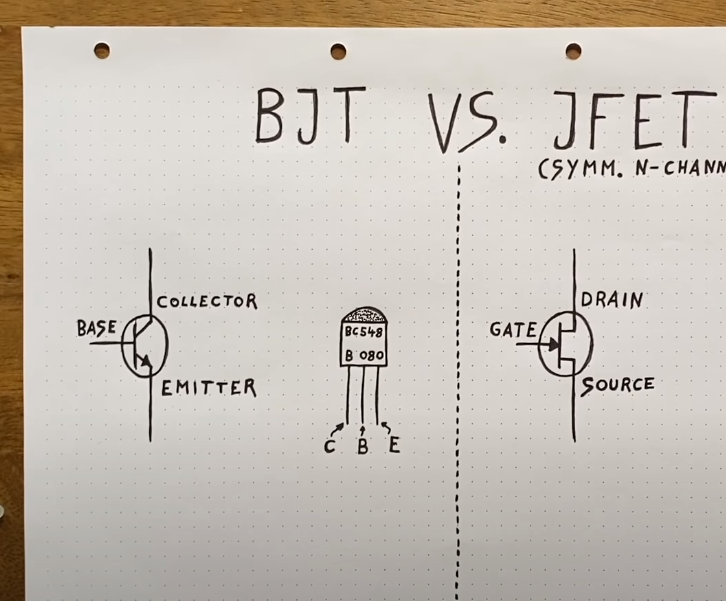 BJT VS. JFET
(SYMM. N-CHANN
COLLECTOR
BASE
EMITTER
BC548
B 080
C B E
DRAIN
GATE
SOURCE